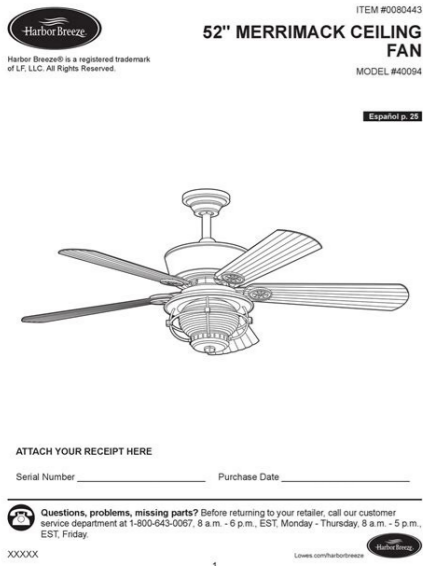 Harbor Breeze
ITEM #0080443
52" MERRIMACK CEILING
FAN
Harbor Breeze® is a registered trademark
of LF, LLC. All Rights Reserved.
MODEL #40094
Español p. 25
ATTACH YOUR RECEIPT HERE
Serial Number
Purchase Date
Questions, problems, missing parts? Before returning to your retailer, call our customer
service department at 1-800-643-0067, 8 a.m. - 6 p.m., EST, Monday - Thursday, 8 a.m. - 5 p.m.,
EST, Friday.
XXXXX
Lowes.com/harborbreeze
Harbor Breeze
1